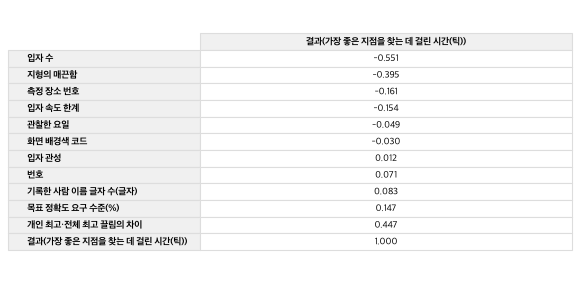 결과(가장 좋은 지점을 찾는 데 걸린 시간(틱))
입자 수 -0.551
지형의 매끈함 -0.395
측정 장소 번호 -0.161
입자 속도 한계 -0.154
관찰한 요일 -0.049
화면 배경색 코드 -0.030
입자 관성 0.012
번호 0.071
기록한 사람 이름 글자 수(글자) 0.083
목표 정확도 요구 수준(%) 0.147
개인 최고·전체 최고 끌림의 차이 0.447
결과(가장 좋은 지점을 찾는 데 걸린 시간(틱)) 1.000